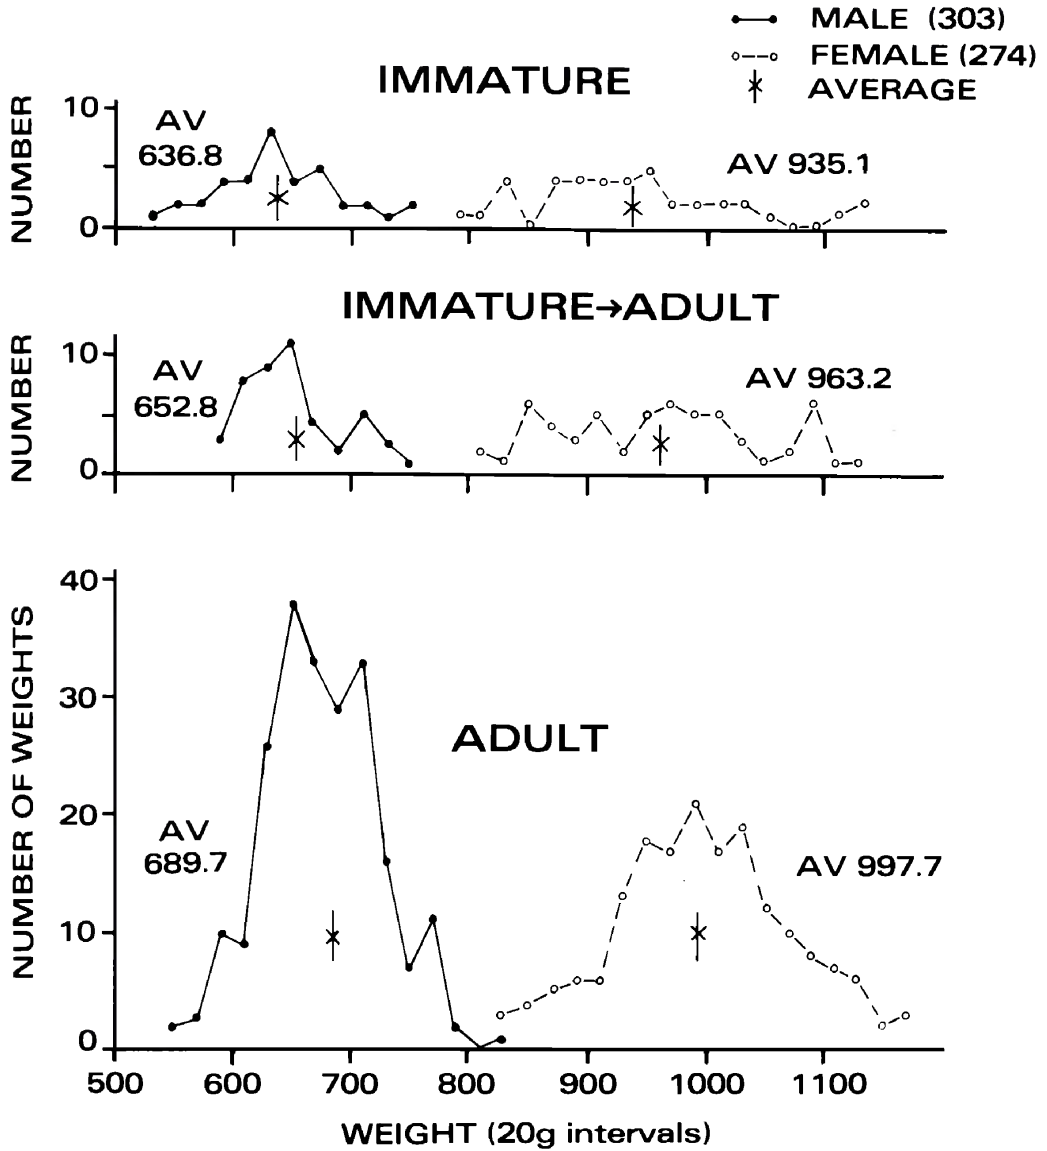 MALE (303)
FEMALE (274)
AVERAGE
IMMATURE
NUMBER
10
0
AV
636.8
AV 935.1
IMMATURE→ADULT
NUMBER
10
0
AV
652.8
AV 963.2
ADULT
NUMBER OF WEIGHTS
40
30
20
10
0
AV
689.7
AV 997.7
500 600 700 800 900 1000 1100
WEIGHT (20g intervals)